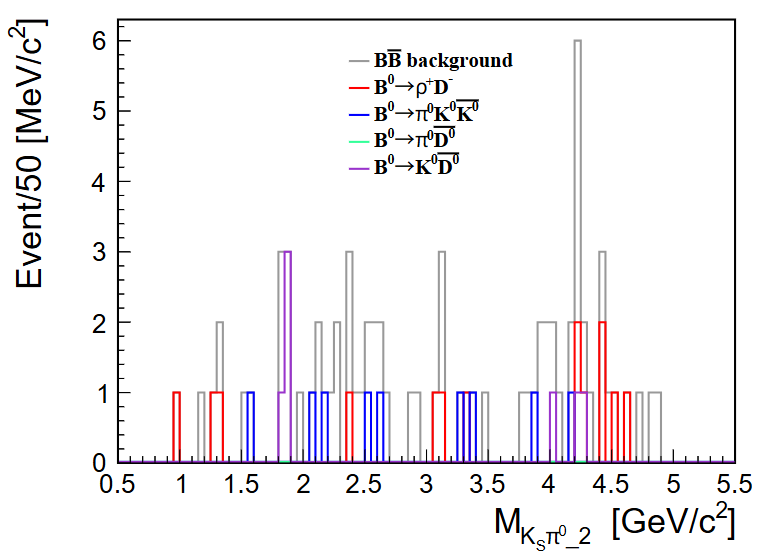 Event/50 [MeV/c²]
6
5
4
3
2
1
0
BB̅ background
B⁰→ρ⁺D⁻
B⁰→π⁰K⁰K̅⁰
B⁰→π⁰D̅⁰
B⁰→K⁰D̅⁰
0.5 1 1.5 2 2.5 3 3.5 4 4.5 5 5.5
M_K_Sπ⁰_2 [GeV/c²]